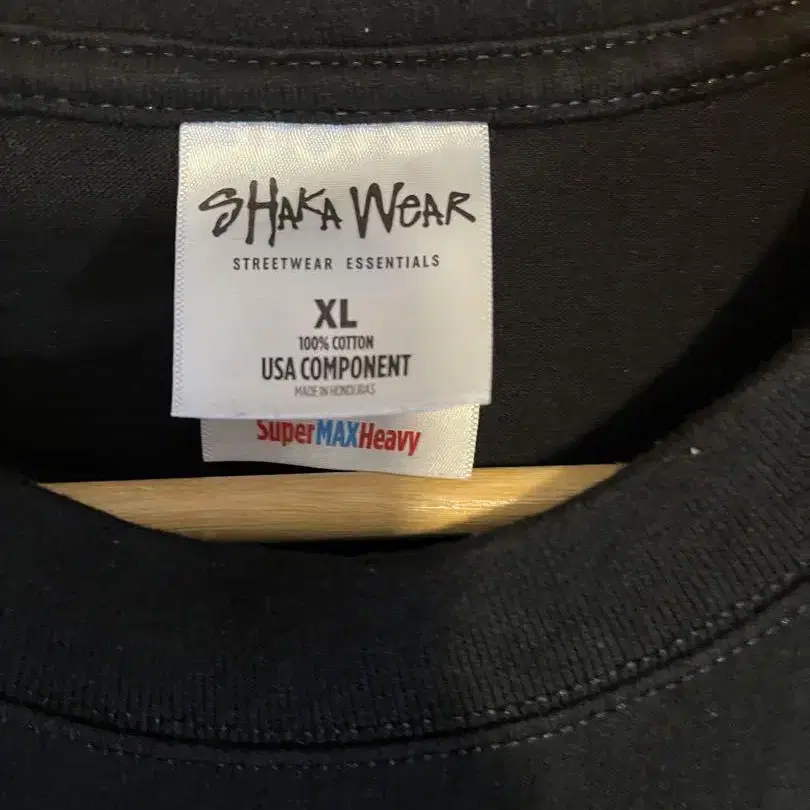 SHAKA WEAR
STREETWEAR ESSENTIALS
XL
100% COTTON
USA COMPONENT
MADE IN HONDURAS
SuperMAXHeavy